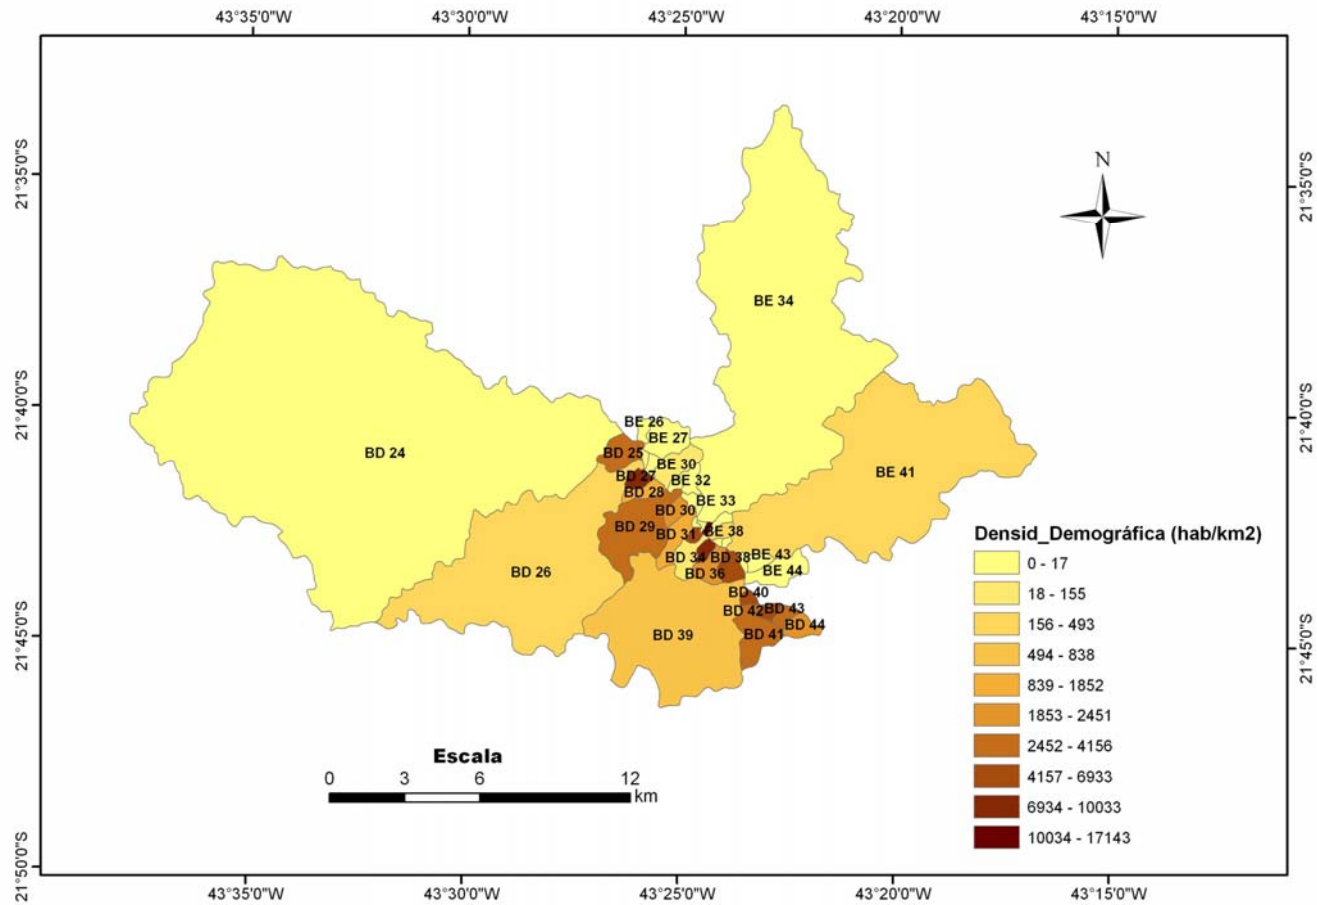 43°35'0"W 43°30'0"W 43°25'0"W 43°20'0"W 43°15'0"W
21°35'0"S
21°35'0"S
N
BE 34
21°40'0"S
21°40'0"S
BE 26
BE 27
BD 24
BD 25
BE 30
BE 41
BD 27
BE 32
BD 28
BE 33
BD 30
BD 29
BD 31
BE 38
BD 34
BD 38
BE 43
BD 26
BD 36
BE 44
BD 40
BD 42
BD 43
BD 44
BD 39
BD 41
21°45'0"S
21°45'0"S
Densid_Demográfica (hab/km2)
0 - 17
18 - 155
156 - 493
494 - 838
839 - 1852
1853 - 2451
2452 - 4156
4157 - 6933
6934 - 10033
10034 - 17143
Escala
0 3 6 12
km
21°50'0"S
43°35'0"W 43°30'0"W 43°25'0"W 43°20'0"W 43°15'0"W